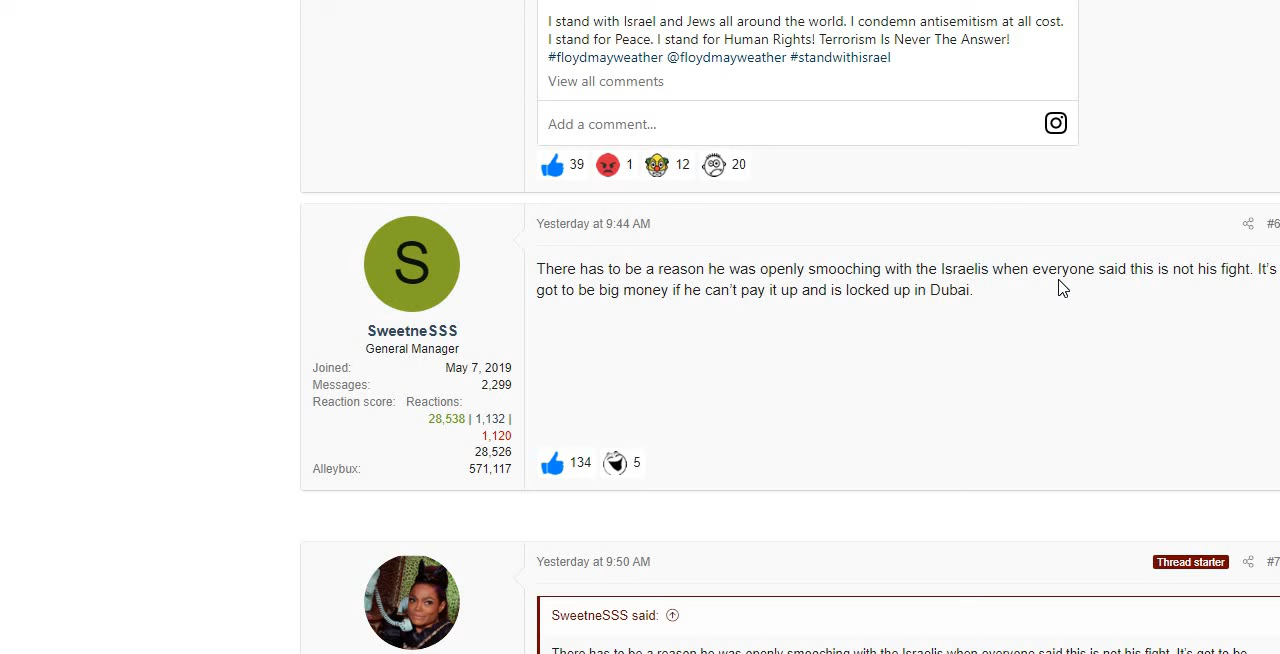 I stand with Israel and Jews all around the world. I condemn antisemitism at all cost.
I stand for Peace. I stand for Human Rights! Terrorism Is Never The Answer!
#floydmayweather @floydmayweather #standwithisrael
View all comments
Add a comment...
39 1 12 20
Yesterday at 9:44 AM #6
S
There has to be a reason he was openly smooching with the Israelis when everyone said this is not his fight. It’s
got to be big money if he can’t pay it up and is locked up in Dubai.
SweetneSSS
General Manager
Joined: May 7, 2019
Messages: 2,299
Reaction score: Reactions:
28,538 | 1,132 |
1,120
28,526
Alleybux: 571,117
134 5
Yesterday at 9:50 AM Thread starter #7
SweetneSSS said:
There has to be a reason he was openly smooching with the Israelis when everyone said this is not his fight. It's got to be